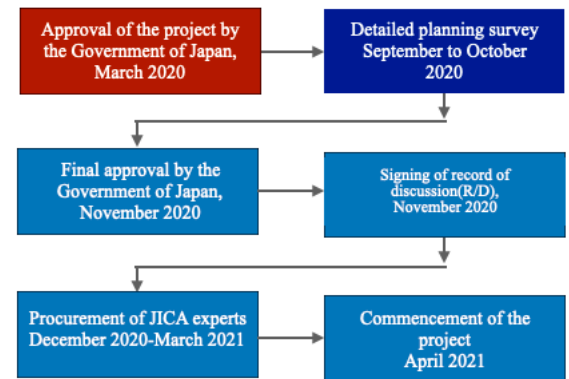 Approval of the project by
the Government of Japan,
March 2020
Detailed planning survey
September to October
2020
Final approval by the
Government of Japan,
November 2020
Signing of record of
discussion(R/D),
November 2020
Procurement of JICA experts
December 2020-March 2021
Commencement of the
project
April 2021